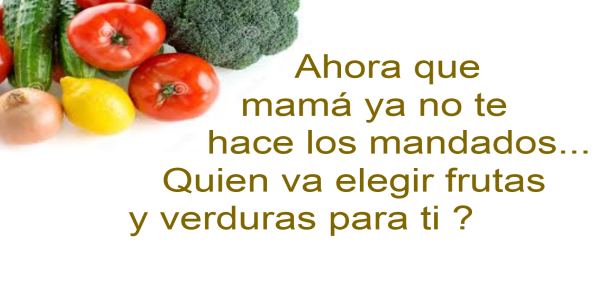 Ahora que
mamá ya no te
hace los mandados...
Quien va elegir frutas
y verduras para ti ?